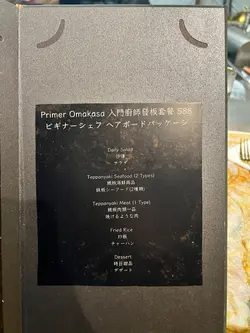 Primer Omakasa 入門廚師發板套餐 588
ビギナーシェフ ヘアボードパッケージ
Daily Salad
沙律
サラダ
Teppanyaki Seafood (2 Types)
鐵板海鮮兩品
鉄板シーフード(2種類)
Teppanyaki Meat (1 Type)
燒板肉類一品
焼けるような肉
Fried Rice
炒飯
チャーハン
Dessert
時日甜品
デザート